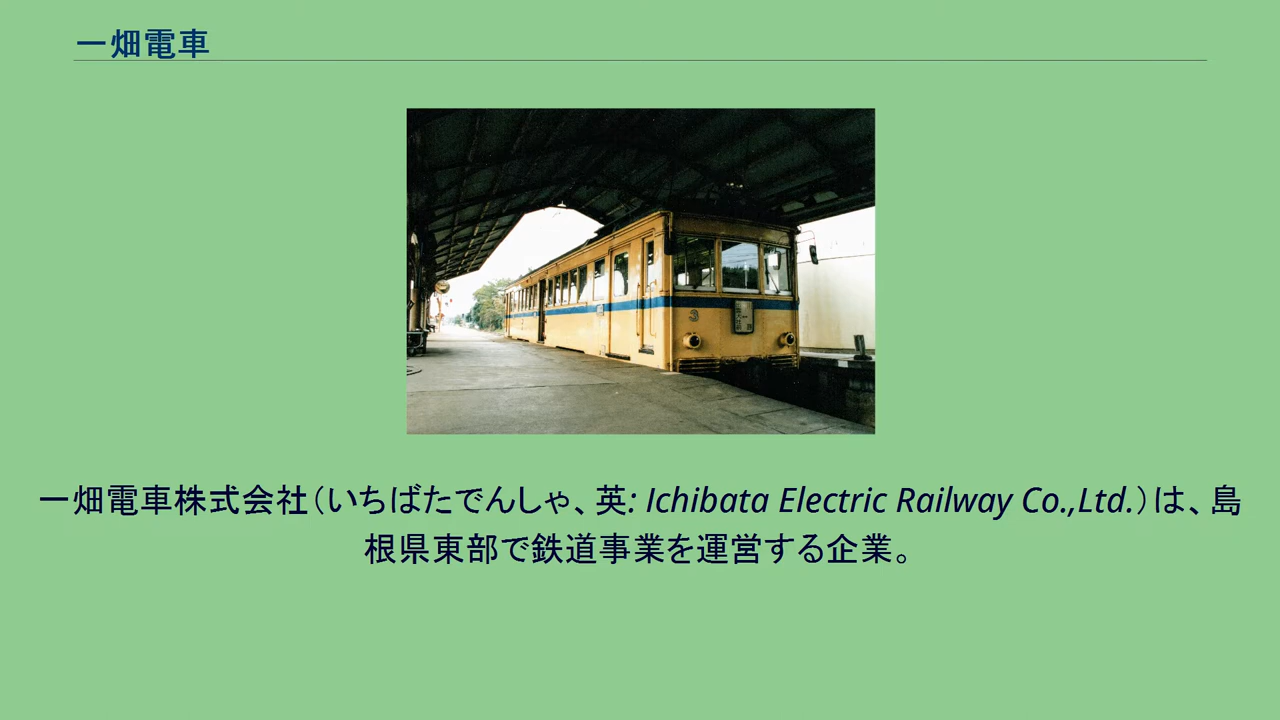 一畑電車
3
一畑電車株式会社（いちばたでんしゃ、英: Ichibata Electric Railway Co.,Ltd.）は、島
根県東部で鉄道事業を運営する企業。